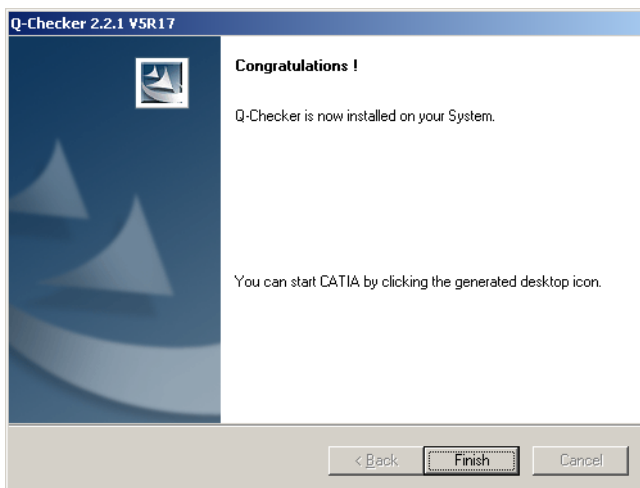 Q-Checker 2.2.1 V5R17
Congratulations !
Q-Checker is now installed on your System.
You can start CATIA by clicking the generated desktop icon.
< Back
Finish
Cancel